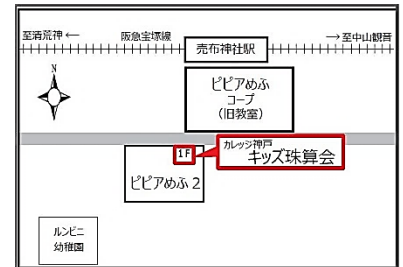 至清荒神← 阪急宝塚線 →至中山観音
売布神社駅
N
ピピアめふ
コープ
（旧教室）
1F
カレッジ神戸
キッズ珠算会
ピピアめふ 2
ルンビニ
幼稚園